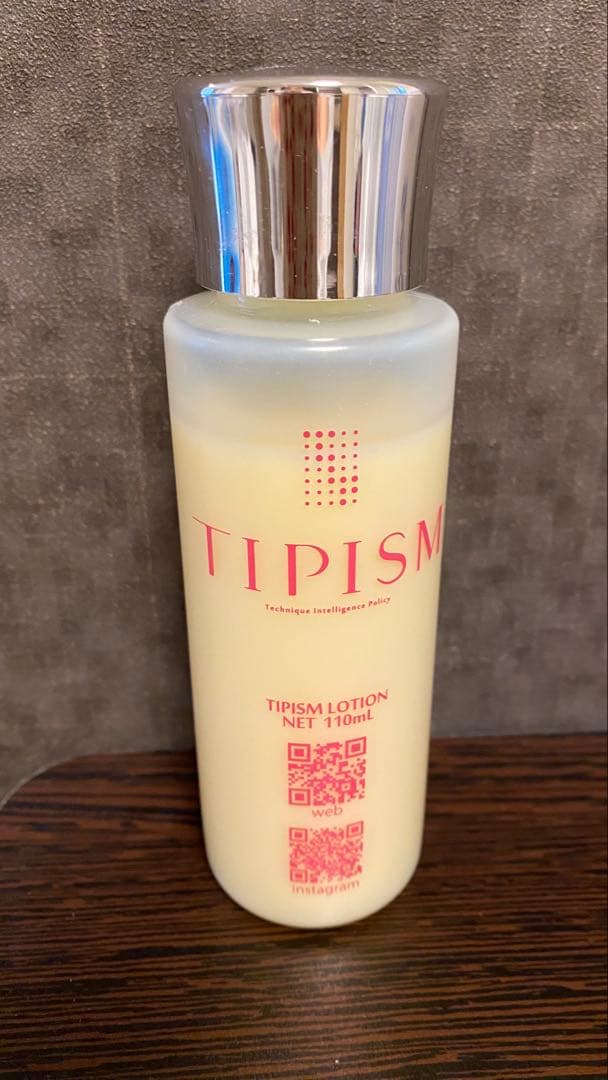 TIPISM
Technique Intelligence Policy
TIPISM LOTION
NET 110mL
web
instagram